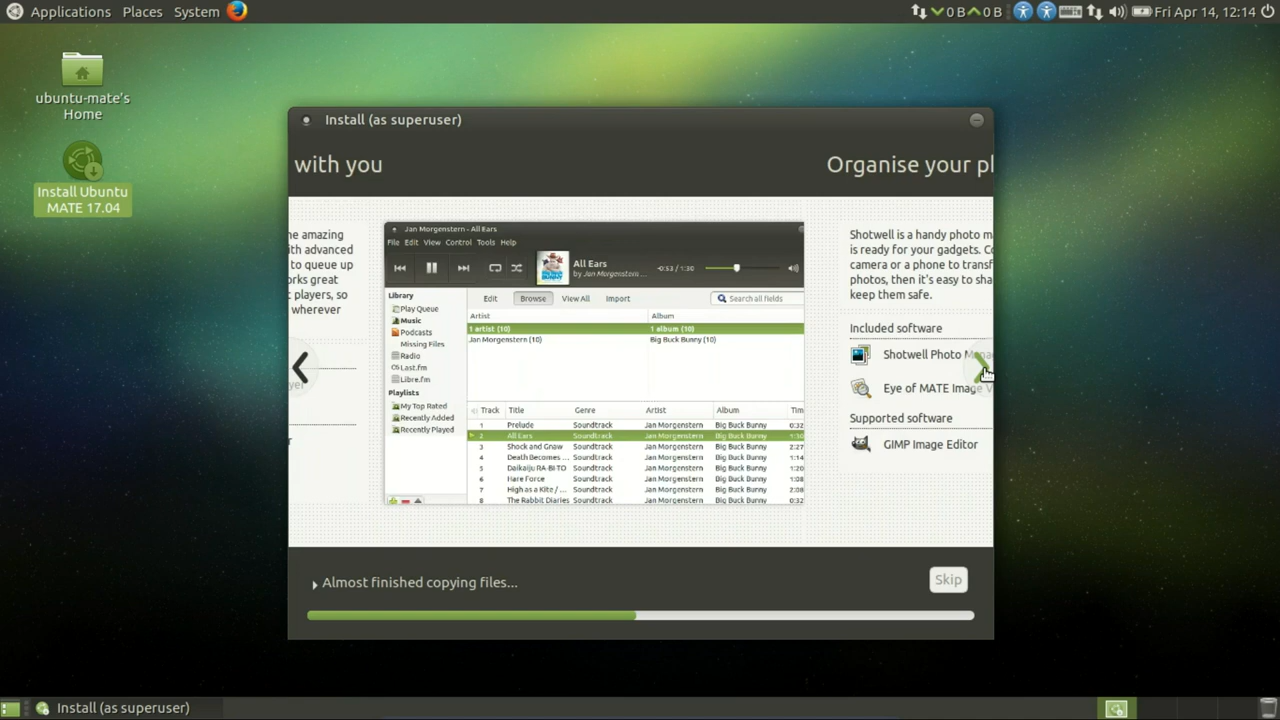 Applications Places System 0 B 0 B Fri Apr 14, 12:14
ubuntu-mate's
Home
Install Ubuntu
MATE 17.04
Install (as superuser)
with you
Organise your pl
ne amazing
ith advanced
to queue up
orks great
t players, so
wherever
ayer
Jan Morgenstern - All Ears
File Edit View Control Tools Help
All Ears
by Jan Morgenstern ...
-0:53 / 1:30
Library
Play Queue
Music
Podcasts
Missing Files
Radio
Last.fm
Libre.fm
Playlists
My Top Rated
Recently Added
Recently Played
Edit Browse View All Import Search all fields
Artist Album
1 artist (10) 1 album (10)
Jan Morgenstern (10) Big Buck Bunny (10)
Track Title Genre Artist Album Tim
1 Prelude Soundtrack Jan Morgenstern Big Buck Bunny 0:32
2 All Ears Soundtrack Jan Morgenstern Big Buck Bunny 1:30
3 Shock and Gnaw Soundtrack Jan Morgenstern Big Buck Bunny 2:27
4 Death Becomes ... Soundtrack Jan Morgenstern Big Buck Bunny 1:14
5 Daikaiju RA-BI-TO Soundtrack Jan Morgenstern Big Buck Bunny 1:20
6 Hare Force Soundtrack Jan Morgenstern Big Buck Bunny 1:08
7 High as a Kite / ... Soundtrack Jan Morgenstern Big Buck Bunny 2:08
8 The Rabbit Diaries Soundtrack Jan Morgenstern Big Buck Bunny 0:32
Shotwell is a handy photo m
is ready for your gadgets. Co
camera or a phone to transf
photos, then it's easy to sha
keep them safe.
Included software
Shotwell Photo Manag
Eye of MATE Image V
Supported software
GIMP Image Editor
Almost finished copying files...
Skip
Install (as superuser)